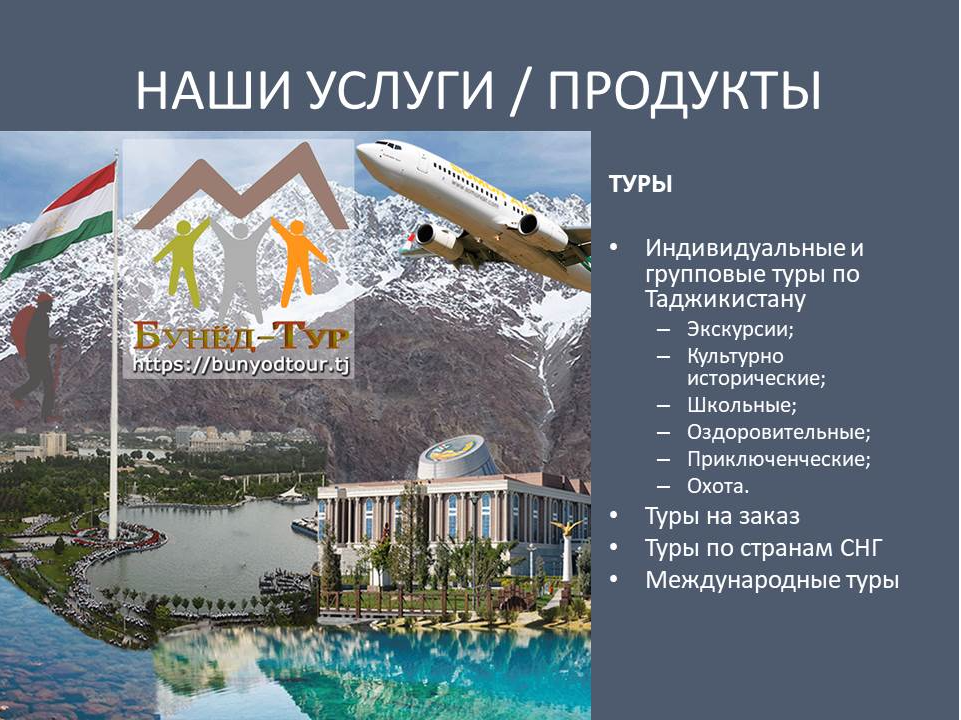 НАШИ УСЛУГИ / ПРОДУКТЫ
БУНЁД-ТУР
https://bunyodtour.tj
ТУРЫ
• Индивидуальные и
групповые туры по
Таджикистану
– Экскурсии;
– Культурно
исторические;
– Школьные;
– Оздоровительные;
– Приключенческие;
– Охота.
• Туры на заказ
• Туры по странам СНГ
• Международные туры